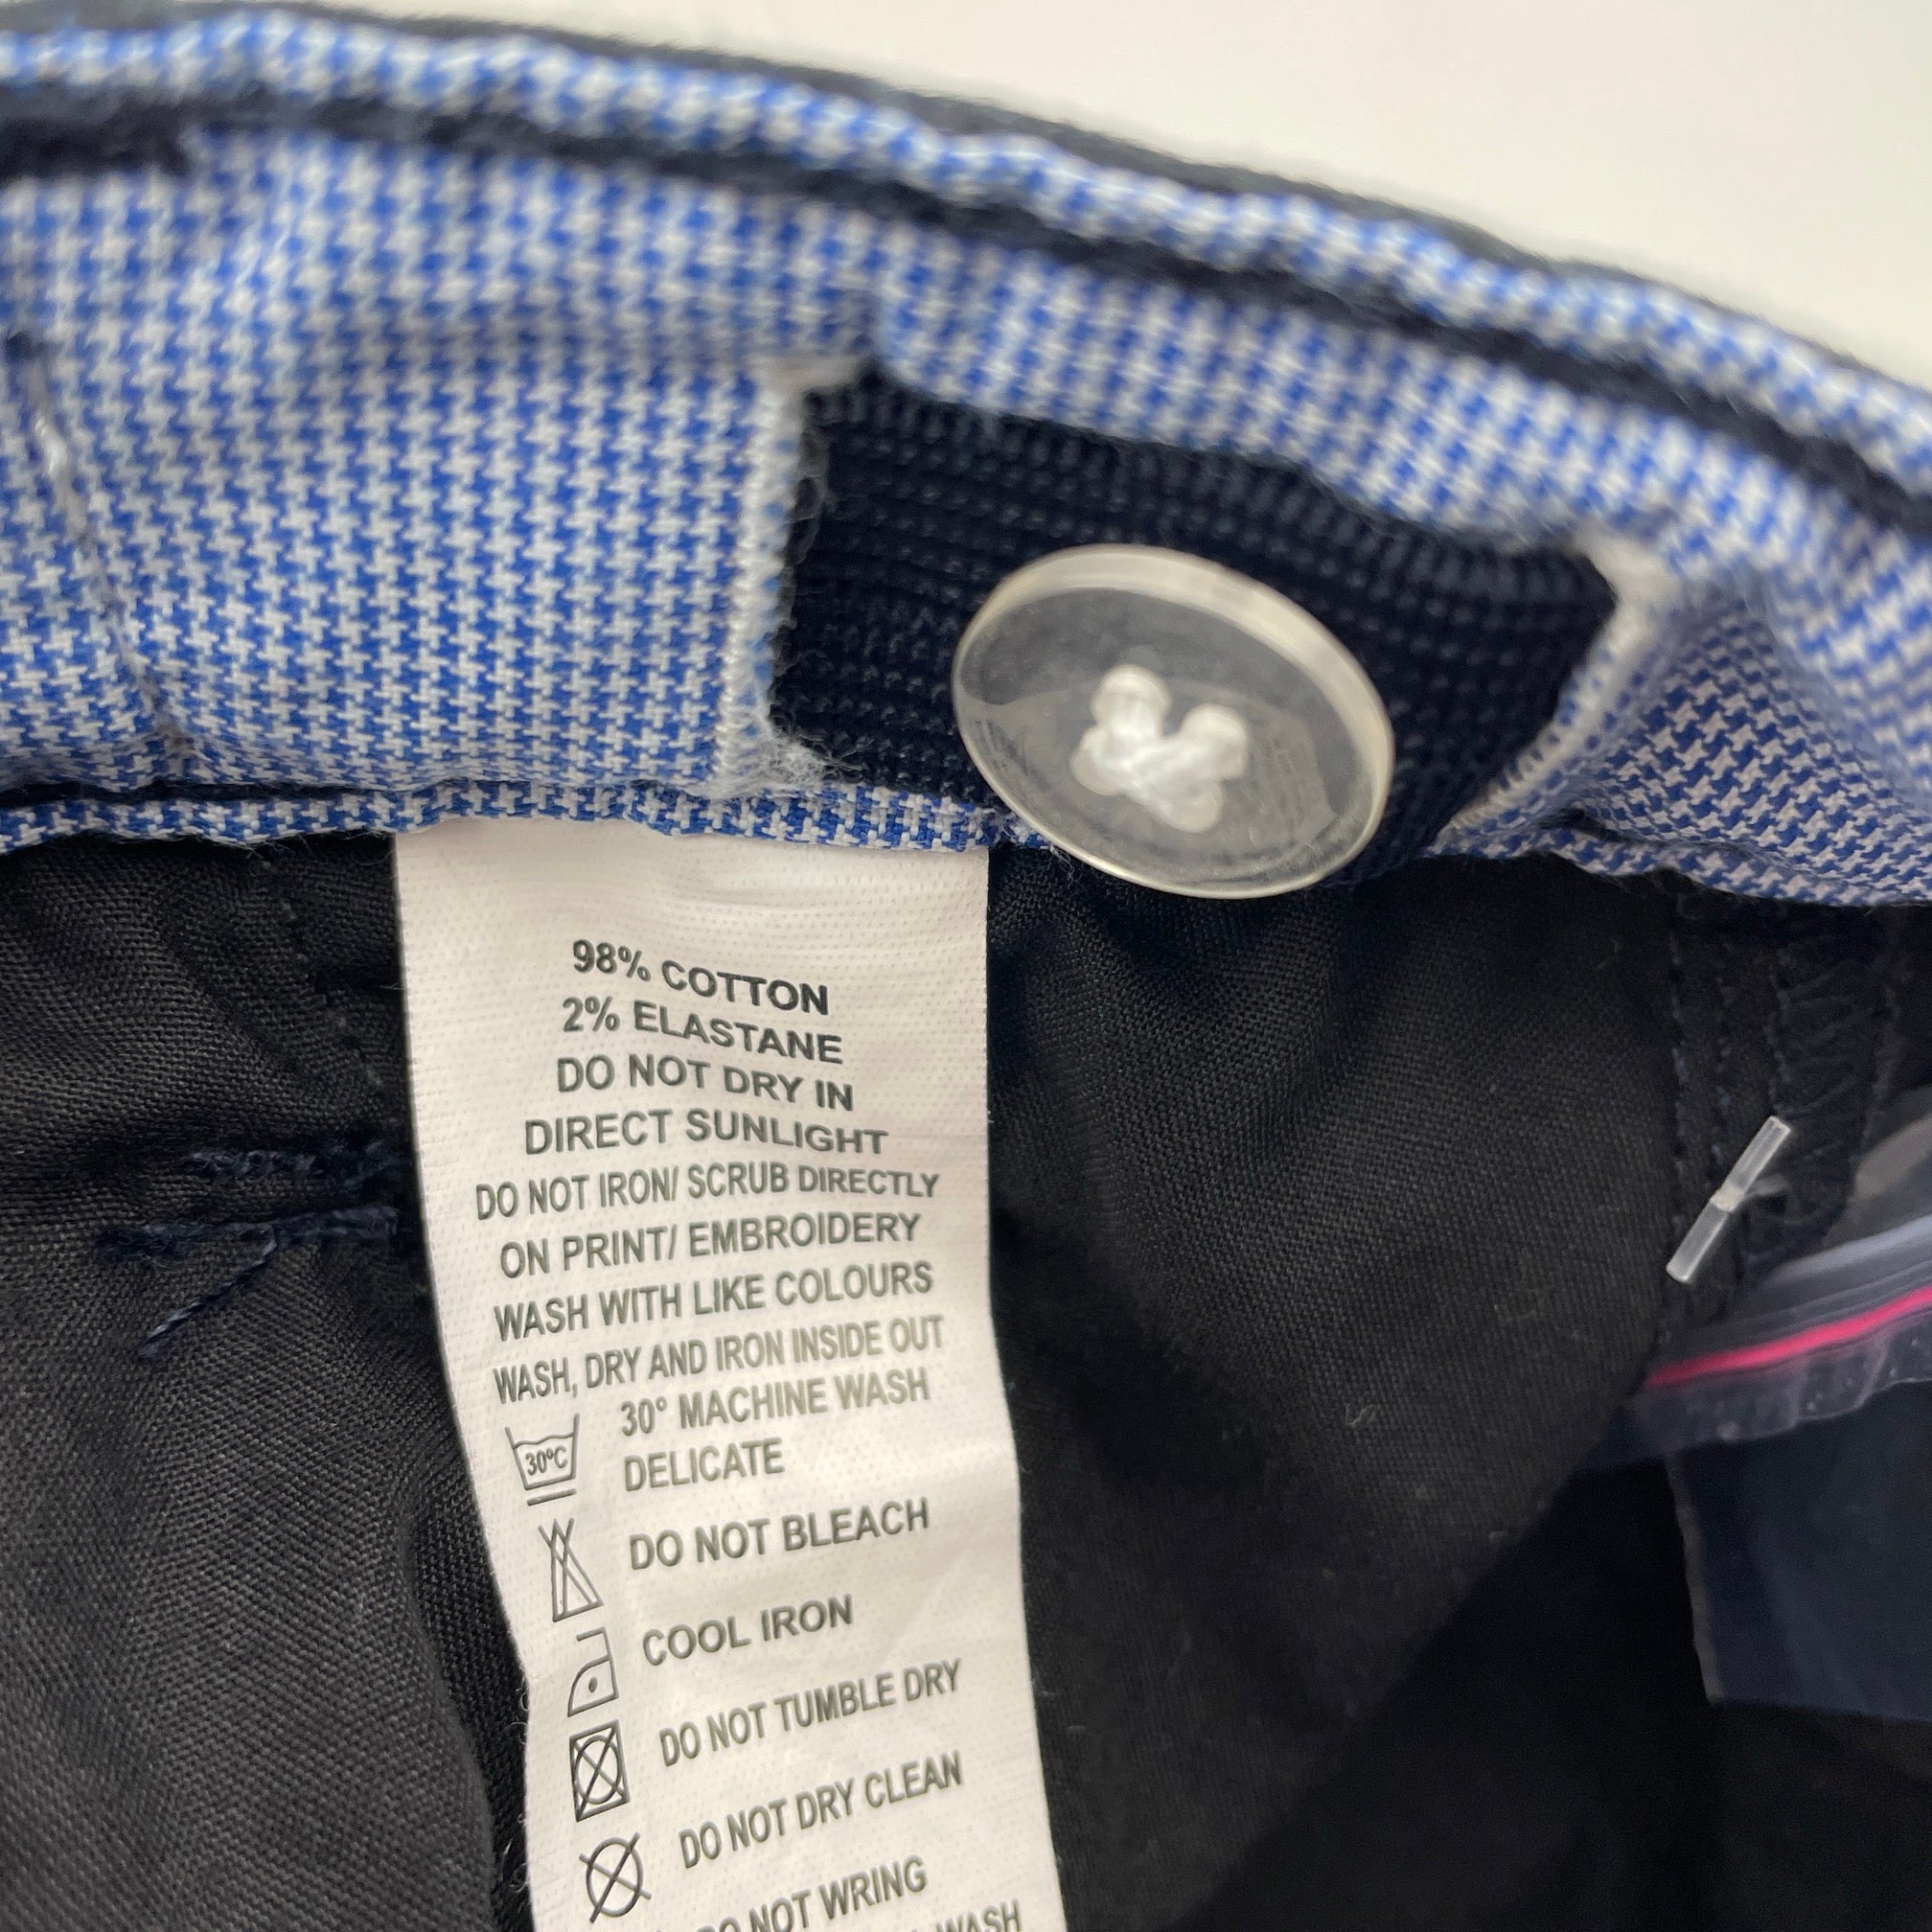 98% COTTON
2% ELASTANE
DO NOT DRY IN
DIRECT SUNLIGHT
DO NOT IRON/ SCRUB DIRECTLY
ON PRINT/ EMBROIDERY
WASH WITH LIKE COLOURS
WASH, DRY AND IRON INSIDE OUT
30° MACHINE WASH
30ºC
DELICATE
DO NOT BLEACH
COOL IRON
DO NOT TUMBLE DRY
DO NOT DRY CLEAN
DO NOT WRING
WASH